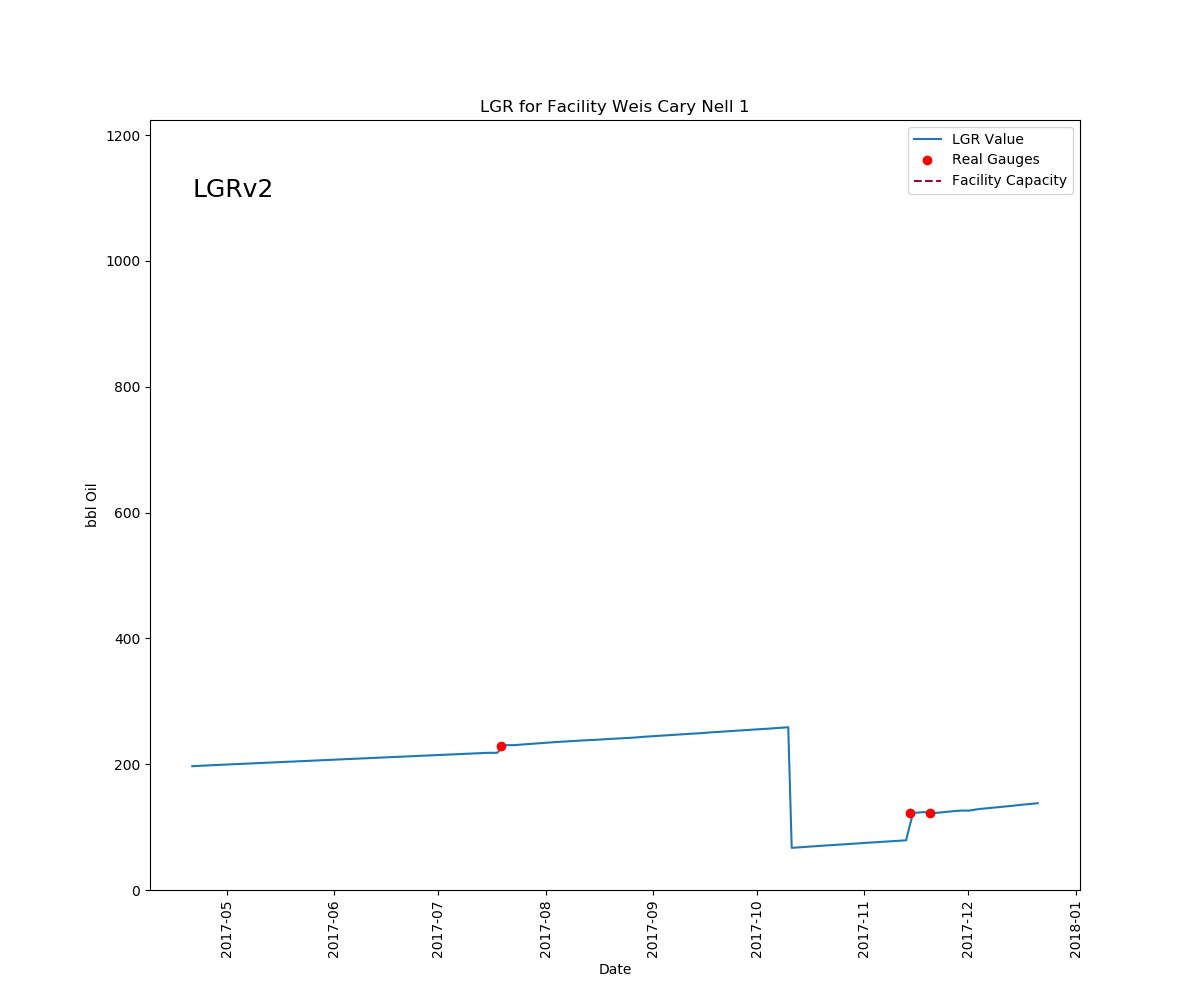 LGR for Facility Weis Cary Nell 1
1200
1000
800
600
400
200
0
bbl Oil
LGRv2
LGR Value
Real Gauges
Facility Capacity
2017-05
2017-06
2017-07
2017-08
2017-09
2017-10
2017-11
2017-12
2018-01
Date